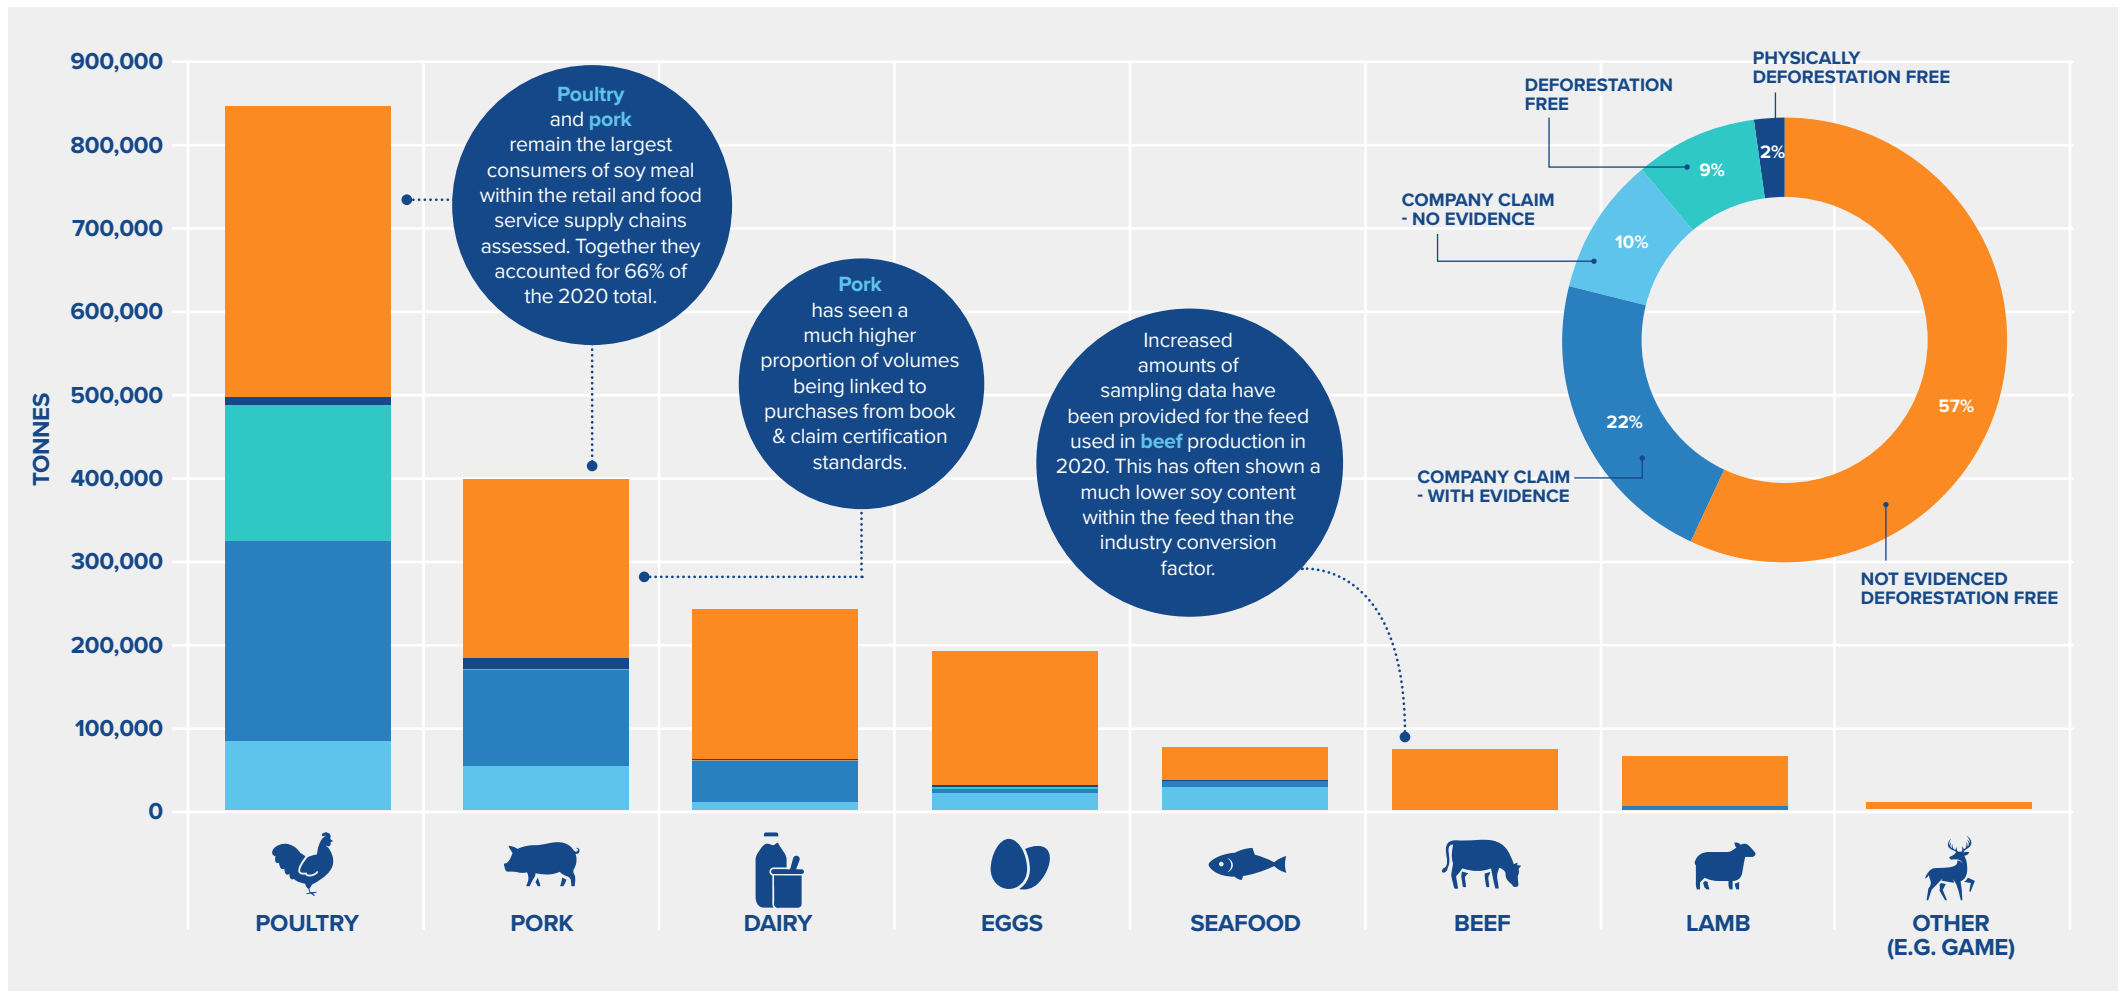 900,000
800,000
700,000
600,000
500,000
400,000
300,000
200,000
100,000
0
TONNES
Poultry
and pork
remain the largest
consumers of soy meal
within the retail and food
service supply chains
assessed. Together they
accounted for 66% of
the 2020 total.
Pork
has seen a
much higher
proportion of volumes
being linked to
purchases from book
& claim certification
standards.
Increased
amounts of
sampling data have
been provided for the feed
used in beef production in
2020. This has often shown a
much lower soy content
within the feed than the
industry conversion
factor.
PHYSICALLY
DEFORESTATION FREE
DEFORESTATION
FREE
COMPANY CLAIM
- NO EVIDENCE
COMPANY CLAIM
- WITH EVIDENCE
NOT EVIDENCED
DEFORESTATION FREE
2%
9%
10%
22%
57%
POULTRY
PORK
DAIRY
EGGS
SEAFOOD
BEEF
LAMB
OTHER
(E.G. GAME)